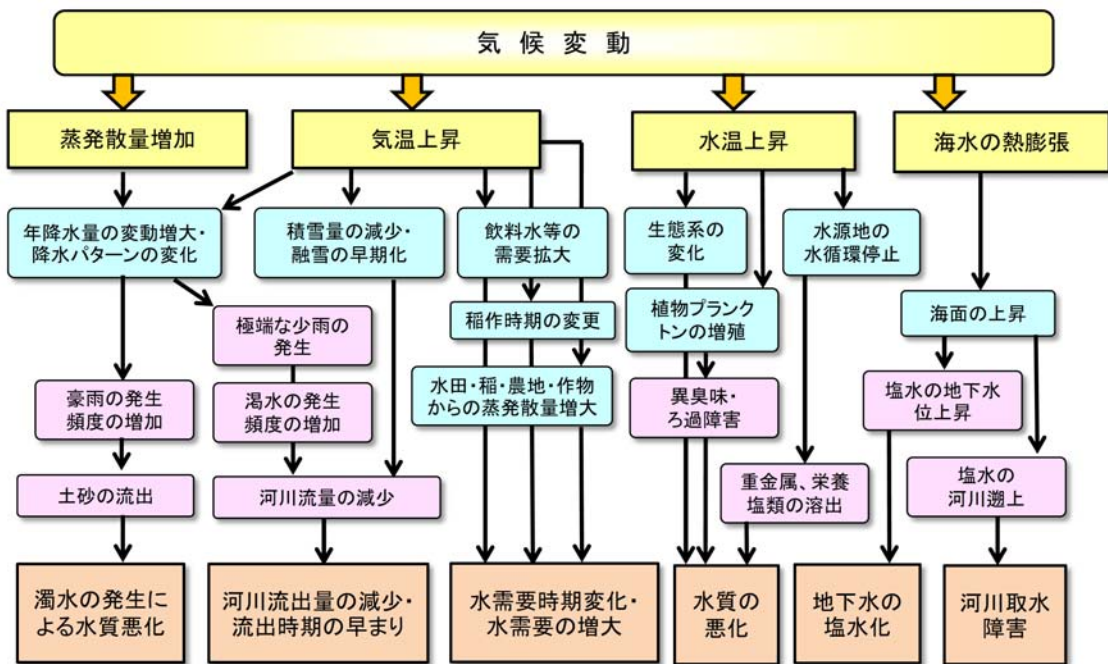 気 候 変 動
蒸発散量増加
気温上昇
水温上昇
海水の熱膨張
年降水量の変動増大・
降水パターンの変化
積雪量の減少・
融雪の早期化
飲料水等の
需要拡大
生態系の
変化
水源地の
水循環停止
極端な少雨の
発生
稲作時期の変更
植物プランク
トンの増殖
海面の上昇
豪雨の発生
頻度の増加
渇水の発生
頻度の増加
水田・稲・農地・作物
からの蒸発散量増大
異臭味・
ろ過障害
塩水の地下水
位上昇
土砂の流出
河川流量の減少
重金属、栄養
塩類の溶出
塩水の
河川遡上
濁水の発生に
よる水質悪化
河川流出量の減少・
流出時期の早まり
水需要時期変化・
水需要の増大
水質の
悪化
地下水の
塩水化
河川取水
障害